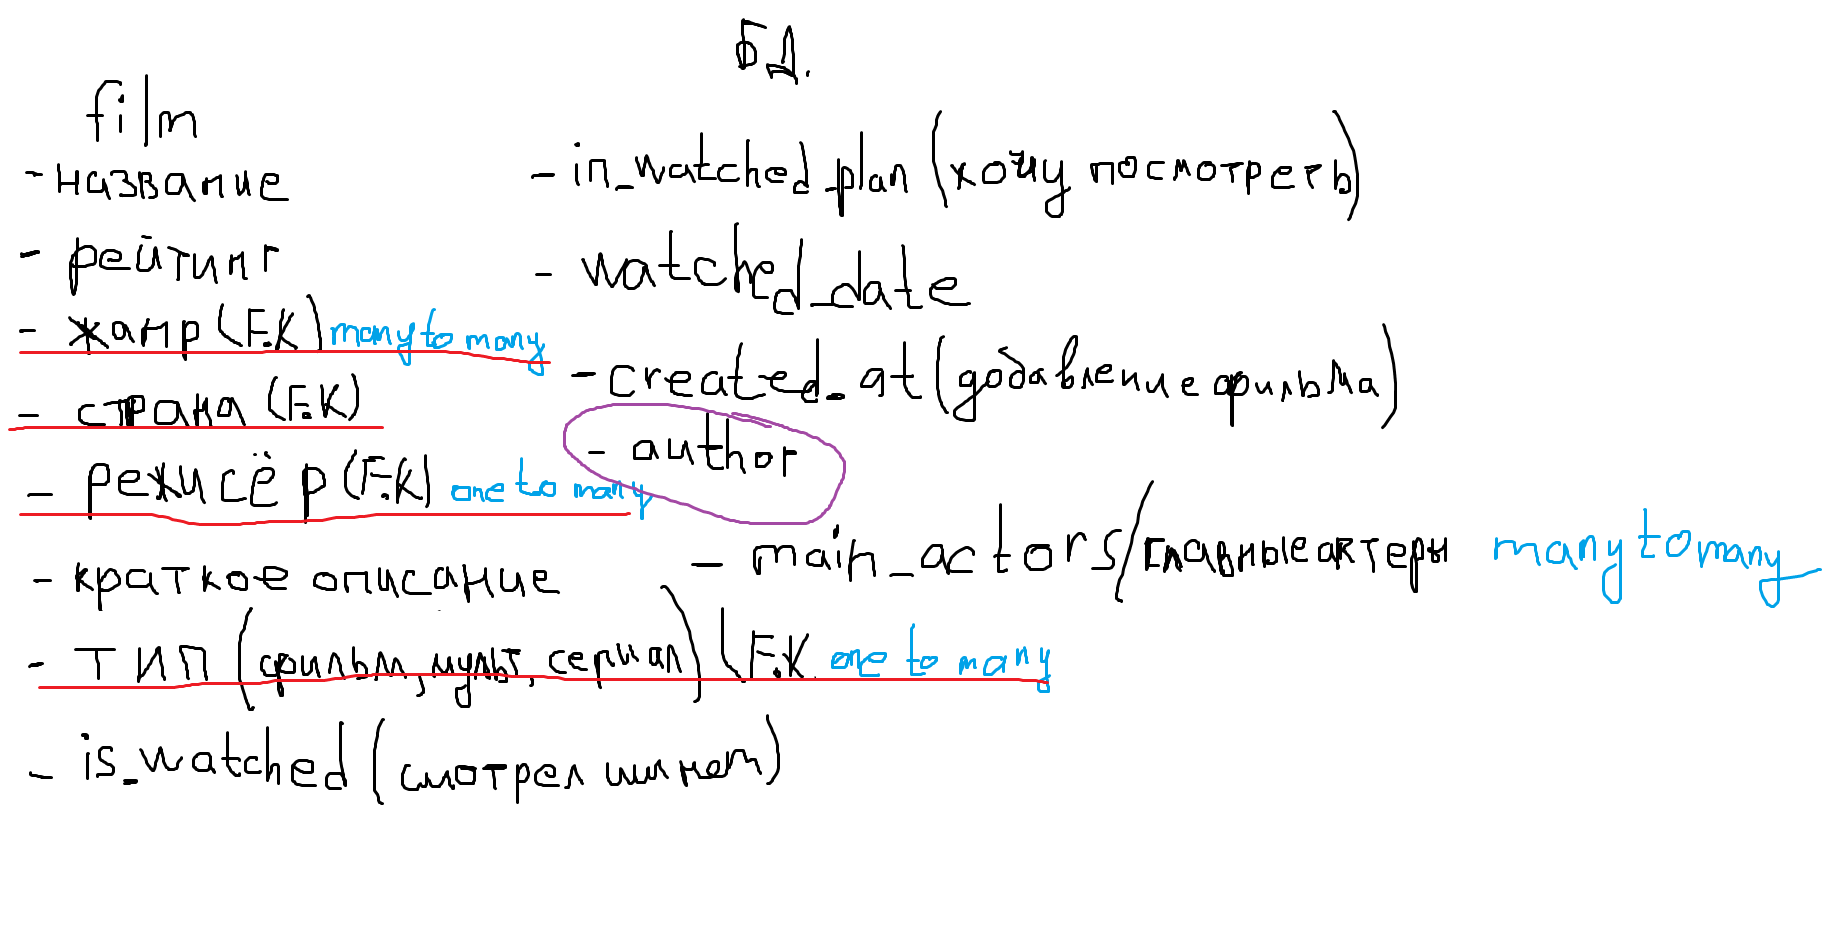 БД.
film
- название
- рейтинг
- жанр (F.K) many to many
- страна (F.K)
- режисёр (F.K) one to many
- краткое описание
- тип (фильм, мульт, сериал) (F.K one to many
- is_watched (смотрел или нет)
- in_watched_plan (хочу посмотреть)
- watched_date
- created_at (додавление фильма)
- author
- main_actors/главные актеры many to many